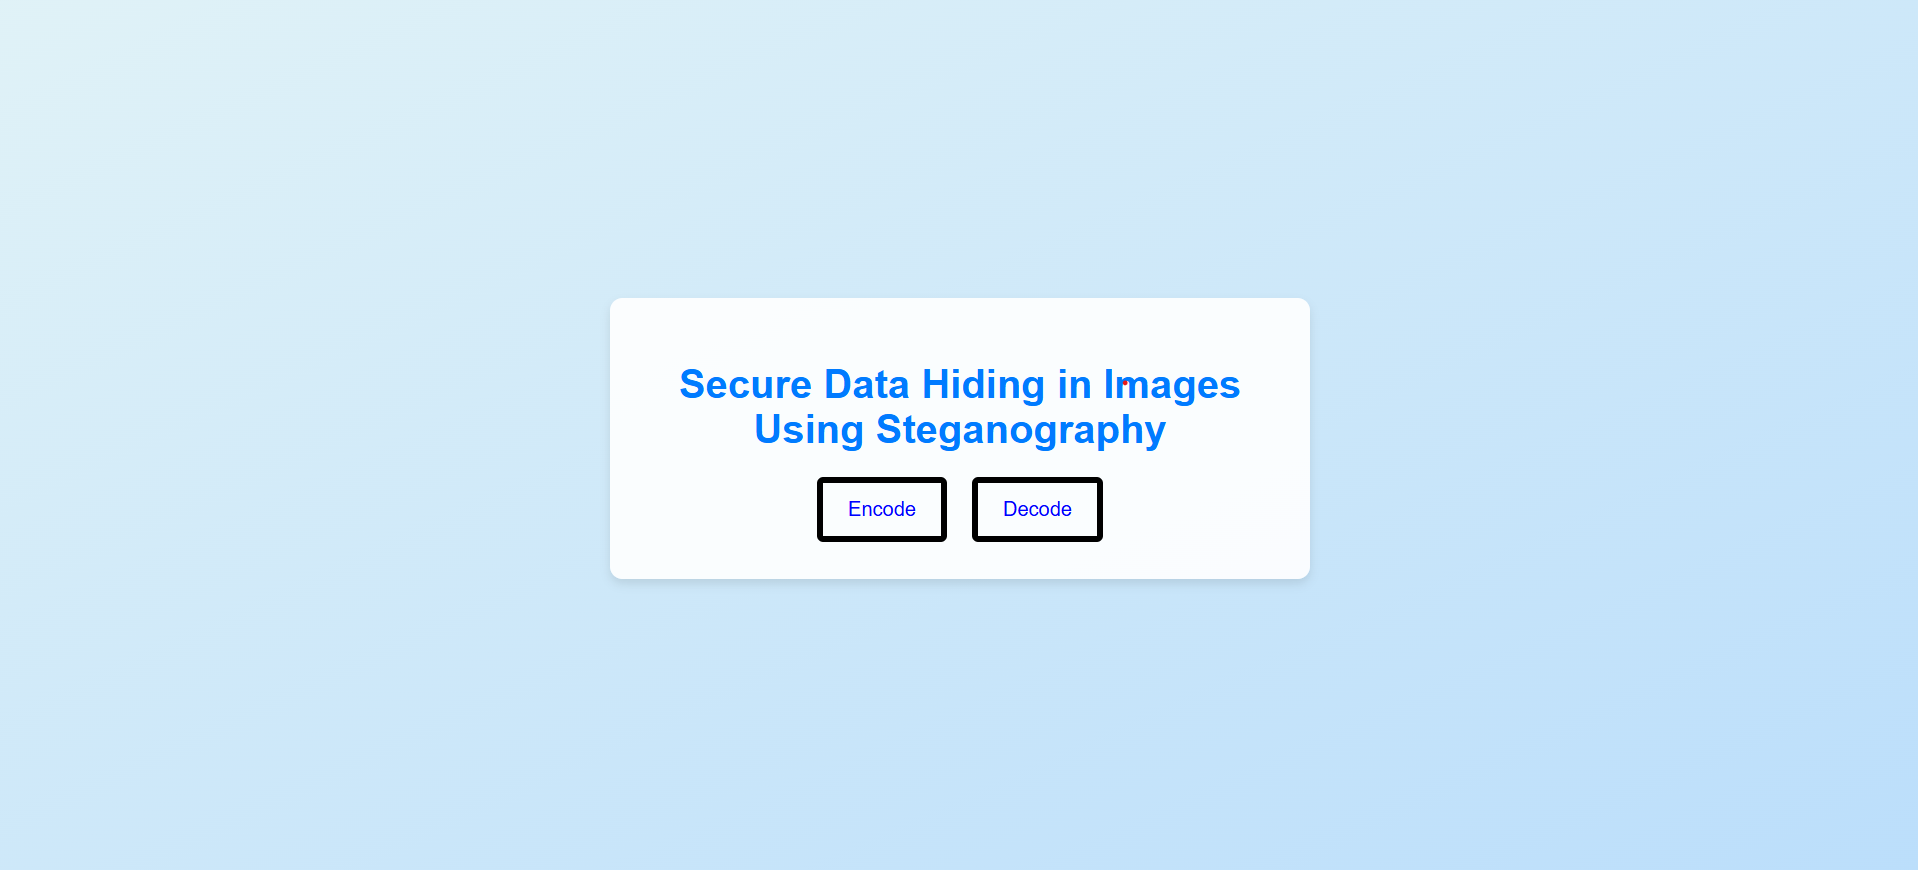 Secure Data Hiding in Images
Using Steganography
Encode
Decode